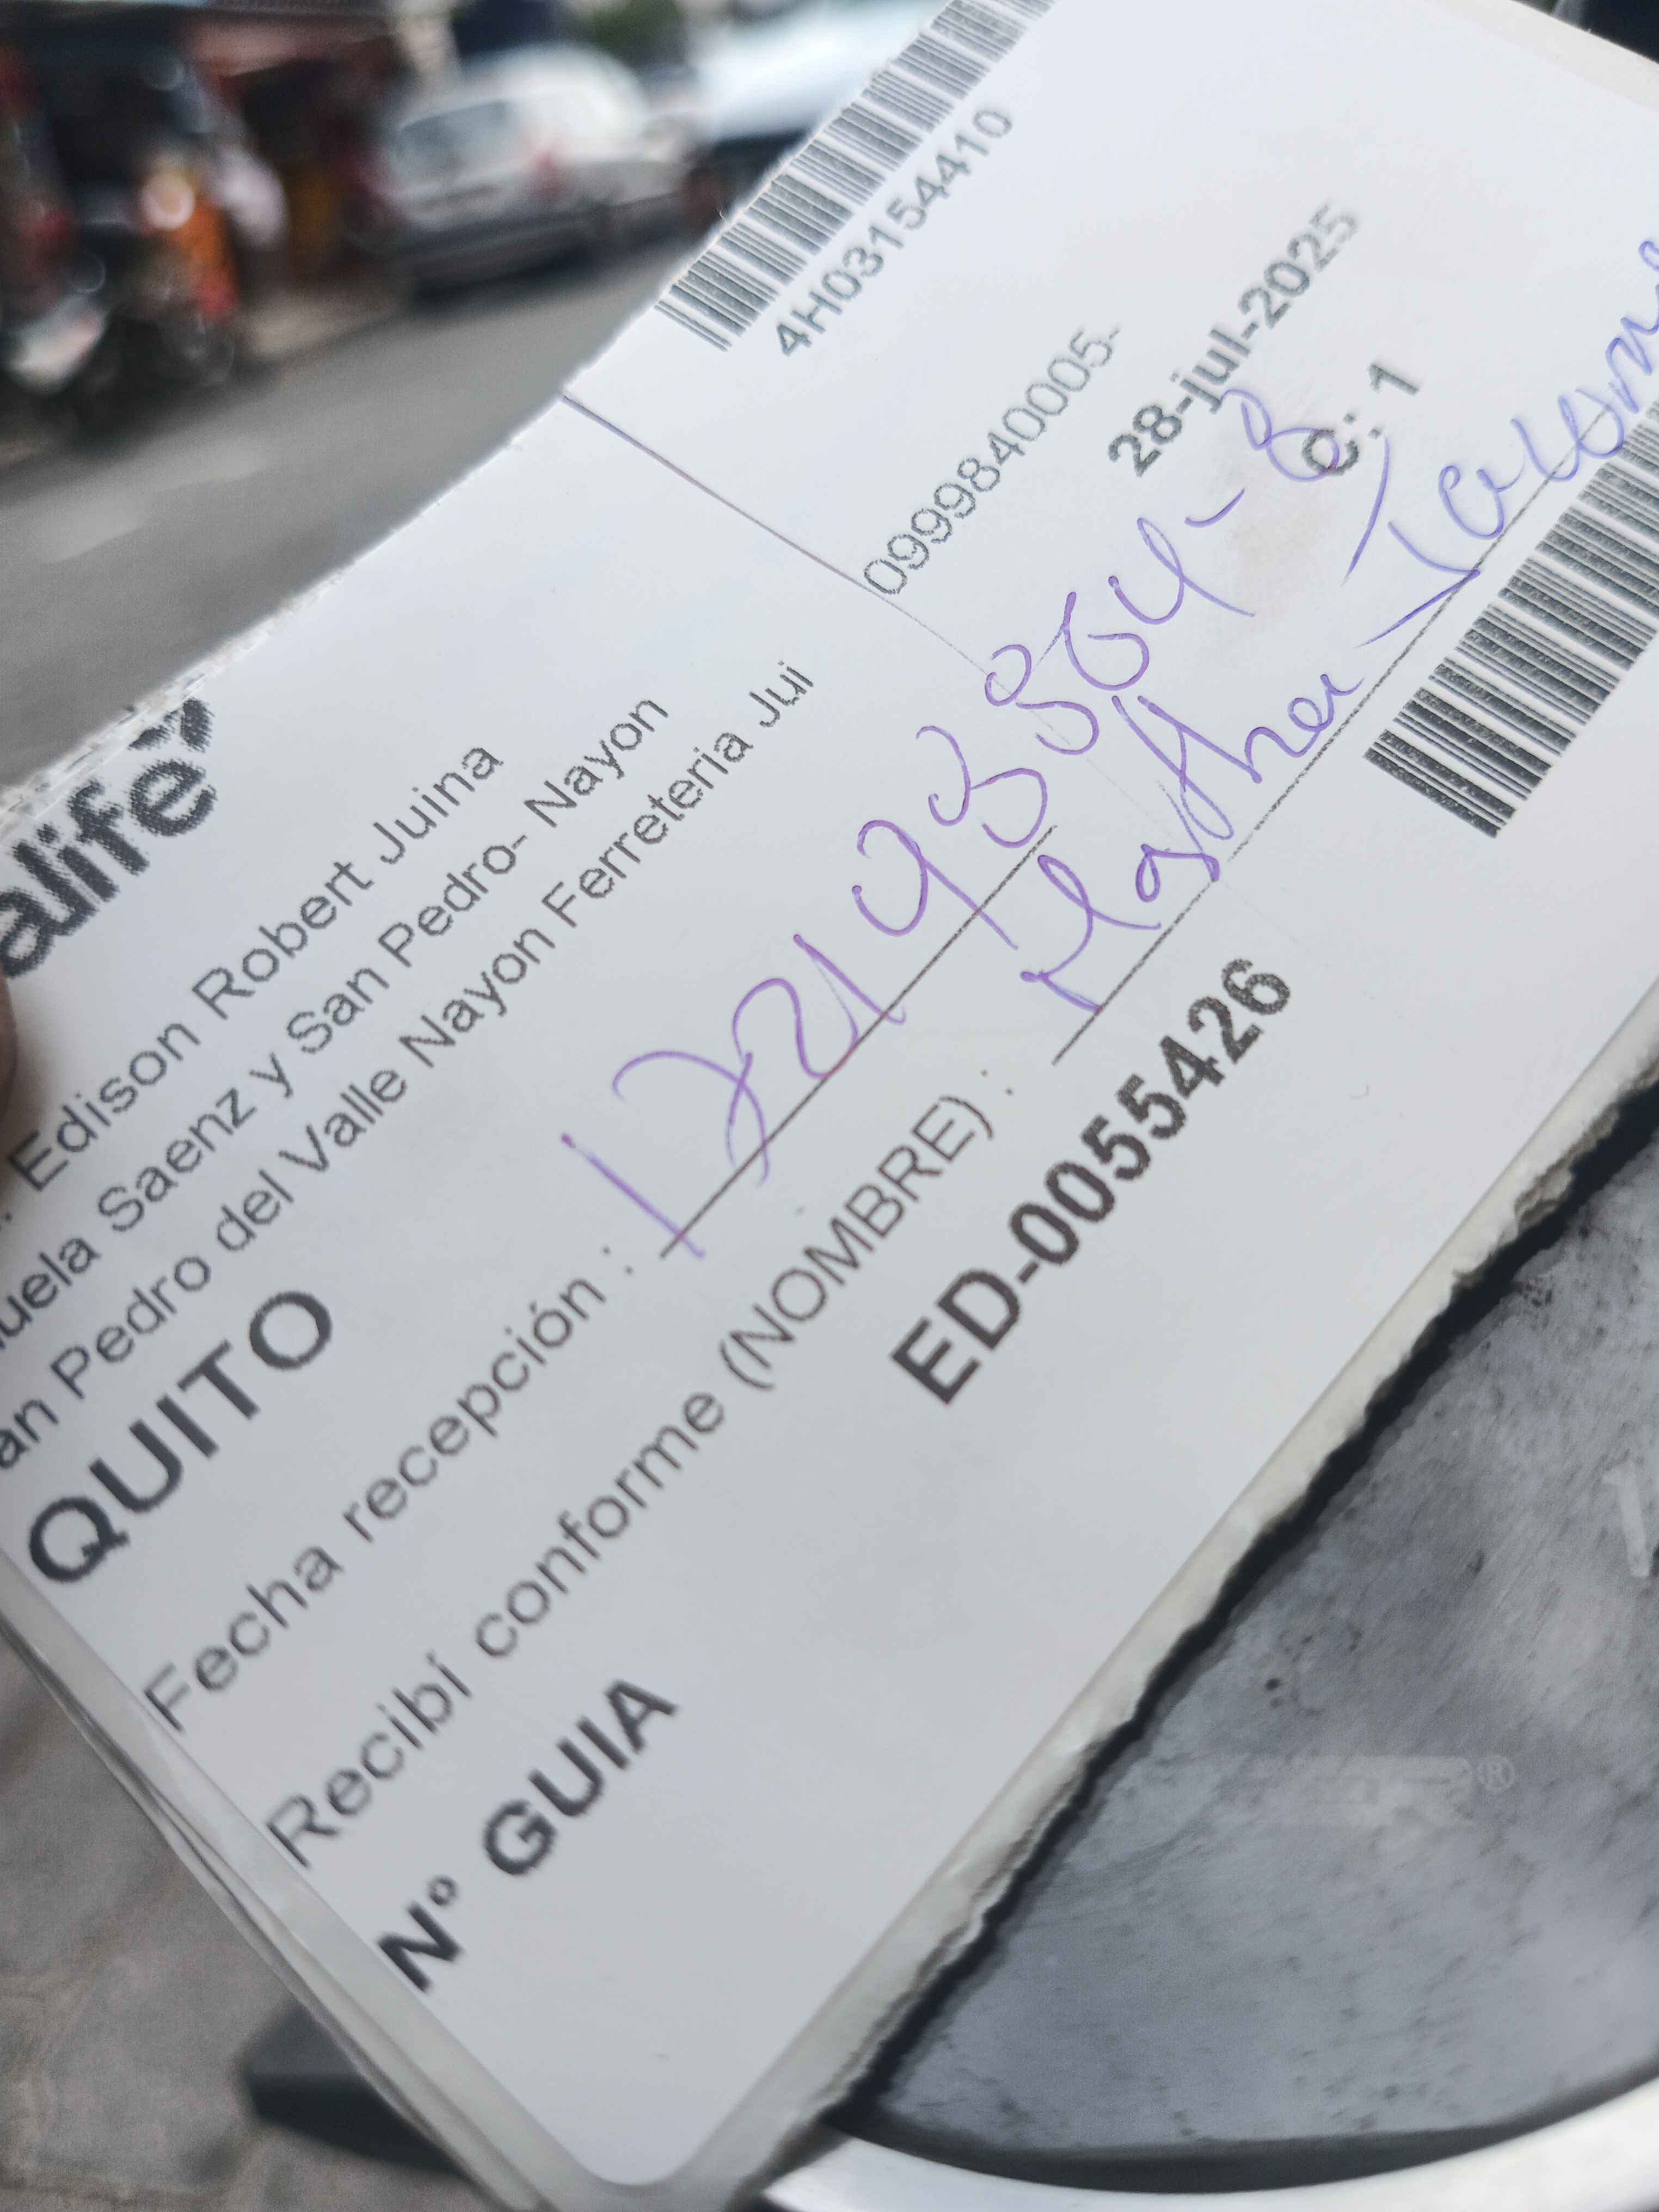 alife
4H03154410
Edison Robert Juina
uela Saenz y San Pedro- Nayon
an Pedro del Valle Nayon Ferreteria Jui
0999840005-
QUITO
28-jul-2025
C: 1
Fecha recepción :
Recibí conforme (NOMBRE) :
Nº GUIA ED-0055426
®